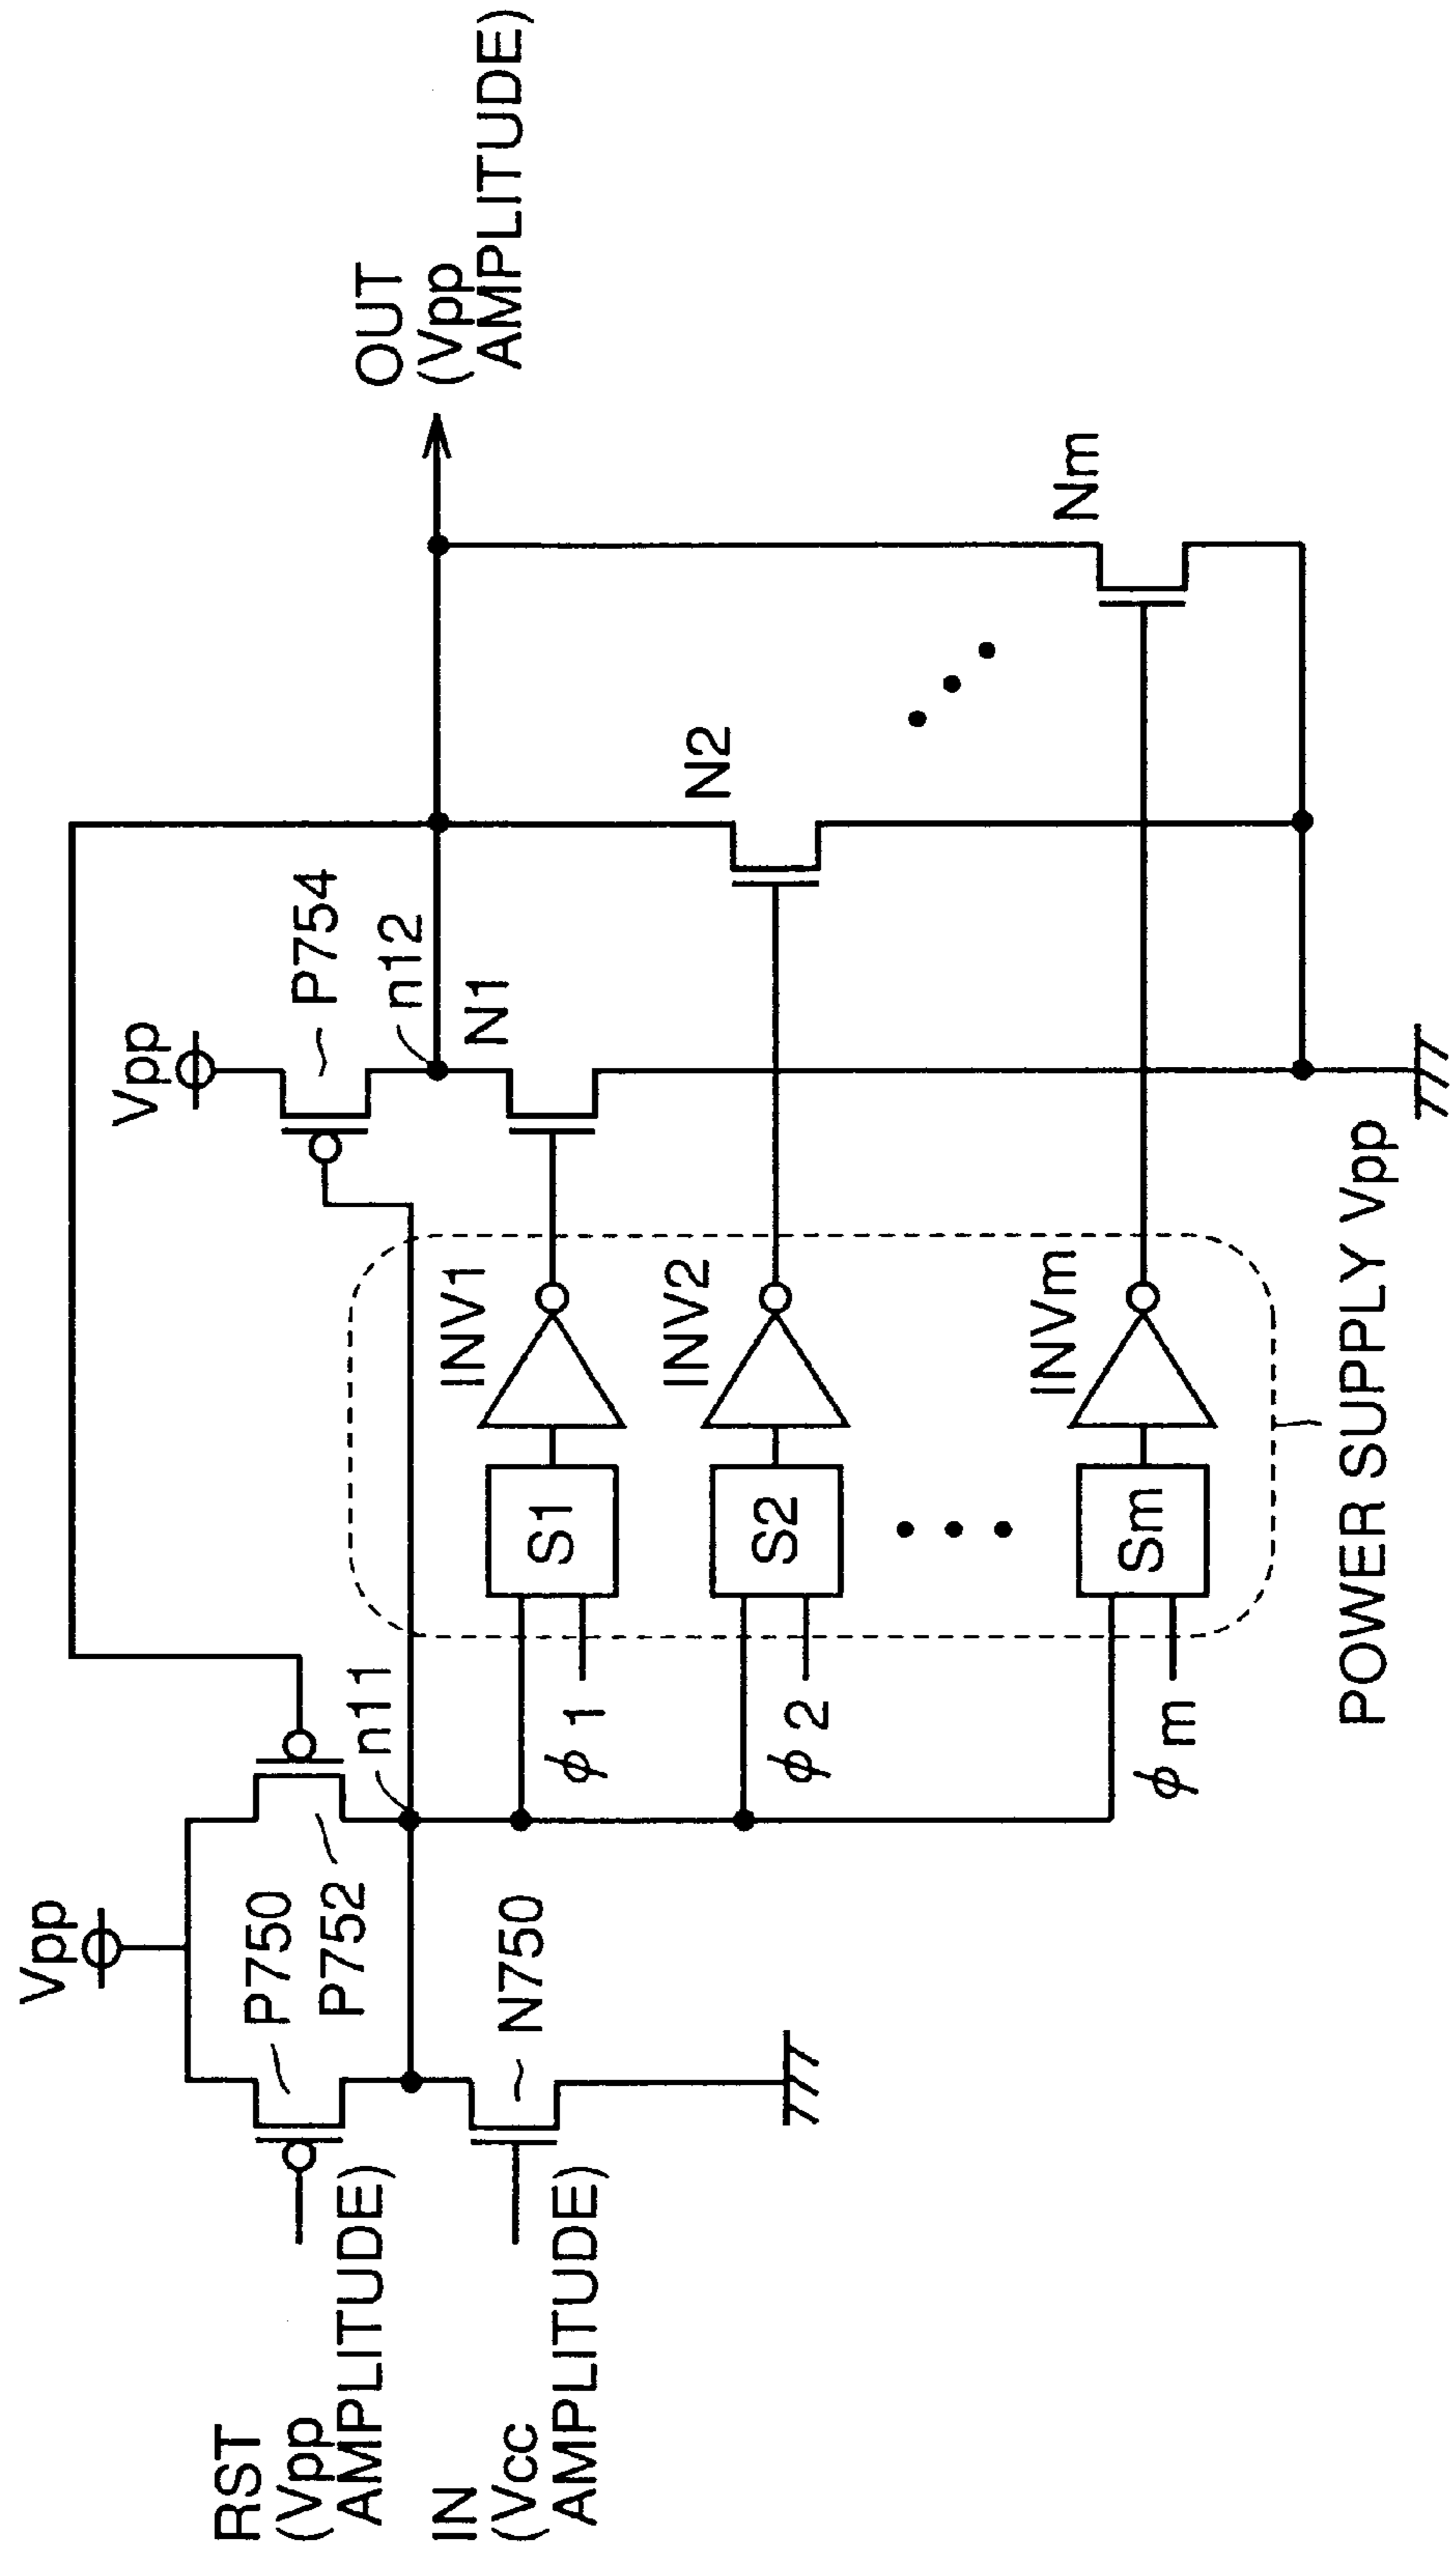 Vpp
Vpp
RST
(Vpp
AMPLITUDE)
P750
P752
n11
P754
n12
OUT
(Vpp
AMPLITUDE)
IN
(Vcc
AMPLITUDE)
N750
INV1
N1
S1
φ1
INV2
N2
S2
φ2
INVm
Nm
Sm
φm
POWER SUPPLY Vpp